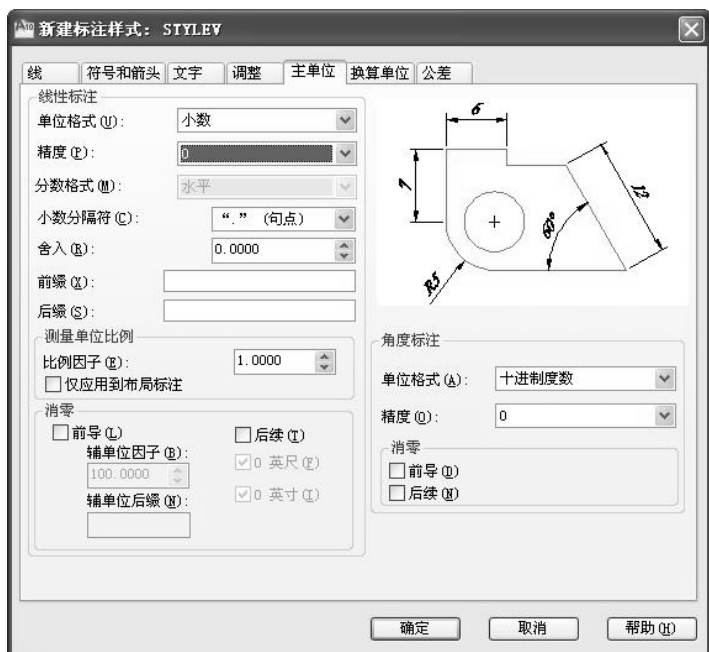 新建标注样式: STYLEV
线 符号和箭头 文字 调整 主单位 换算单位 公差
线性标注
单位格式(U): 小数
精度(P): 0
分数格式(M): 水平
小数分隔符(C): “.” (句点)
舍入(R): 0.0000
前缀(X):
后缀(S):
测量单位比例
比例因子(E): 1.0000
仅应用到布局标注
消零
前导(L)
后续(T)
辅单位因子(B):
0 英尺(F)
100.0000
辅单位后缀(N):
0 英寸(I)
6
7
12
60°
R5
角度标注
单位格式(A): 十进制度数
精度(O): 0
消零
前导(D)
后续(N)
确定 取消 帮助(H)